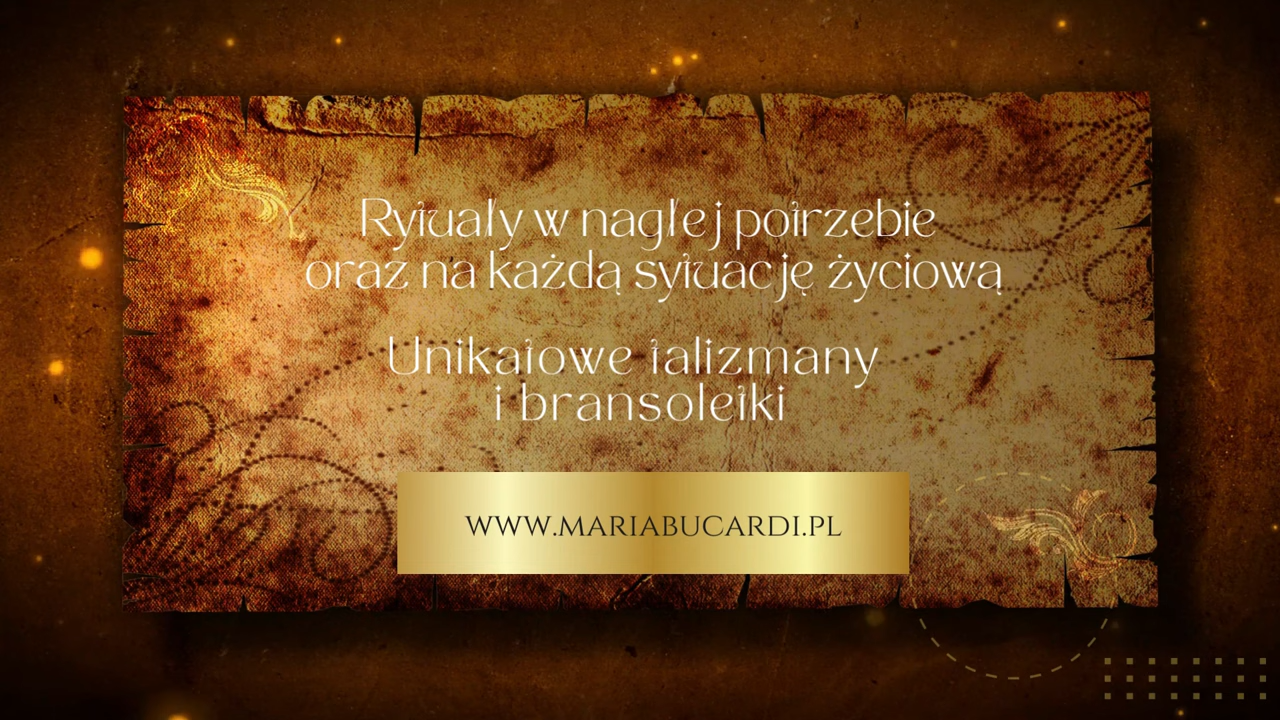 Rytuały w nagłej potrzebie
oraz na każdą sytuację życiową
Unikatowe talizmany
i bransoletki
WWW.MARIABUCARDI.PL